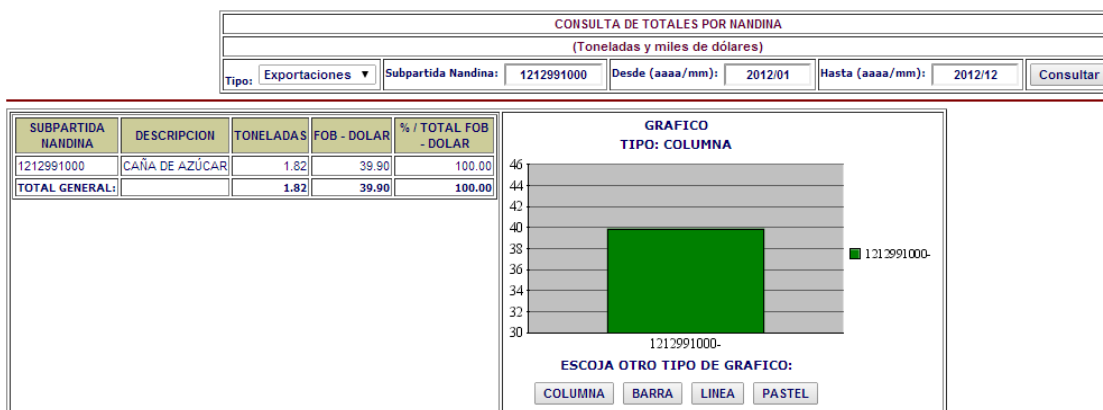 CONSULTA DE TOTALES POR NANDINA
(Toneladas y miles de dólares)
Tipo: Exportaciones ▼ Subpartida Nandina: 1212991000 Desde (aaaa/mm): 2012/01 Hasta (aaaa/mm): 2012/12 Consultar
SUBPARTIDA NANDINA DESCRIPCION TONELADAS FOB - DOLAR % / TOTAL FOB - DOLAR
1212991000 CAÑA DE AZÚCAR 1.82 39.90 100.00
TOTAL GENERAL: 1.82 39.90 100.00
GRAFICO
TIPO: COLUMNA
46
44
42
40
38
36
34
32
30
1212991000-
1212991000-
ESCOJA OTRO TIPO DE GRAFICO:
COLUMNA BARRA LINEA PASTEL